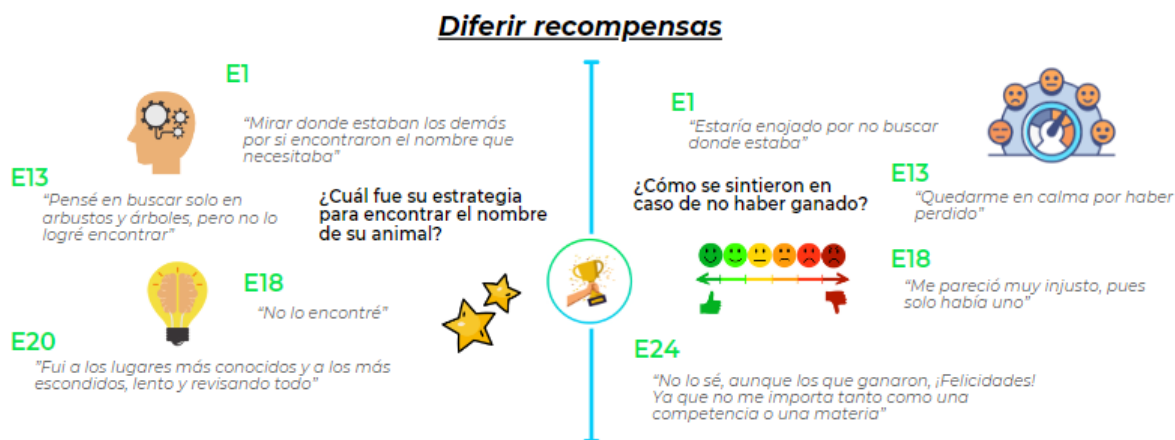 Diferir recompensas
E1
“Mirar donde estaban los demás
por si encontraron el nombre que
necesitaba”
E13
“Pensé en buscar solo en
arbustos y árboles, pero no lo
logré encontrar”
¿Cuál fue su estrategia
para encontrar el nombre
de su animal?
E18
“No lo encontré”
E20
”Fui a los lugares más conocidos y a los más
escondidos, lento y revisando todo”
E1
“Estaría enojado por no buscar
donde estaba”
¿Cómo se sintieron en
caso de no haber ganado?
E13
“Quedarme en calma por haber
perdido”
E18
“Me pareció muy injusto, pues
solo había uno”
E24
“No lo sé, aunque los que ganaron, ¡Felicidades!
Ya que no me importa tanto como una
competencia o una materia”